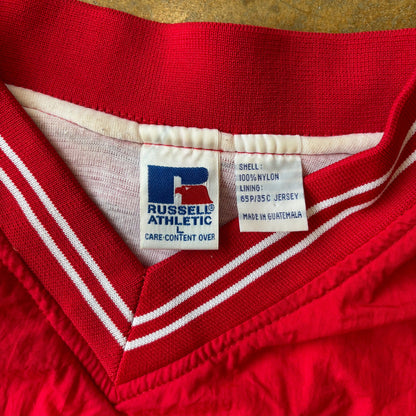 R
RUSSELL®
ATHLETIC
L
CARE-CONTENT OVER
SHELL:
100% NYLON
LINING:
65P/35C JERSEY
MADE IN GUATEMALA